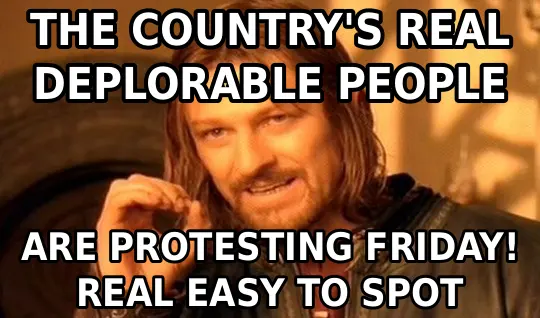 THE COUNTRY'S REAL
DEPLORABLE PEOPLE
ARE PROTESTING FRIDAY!
REAL EASY TO SPOT